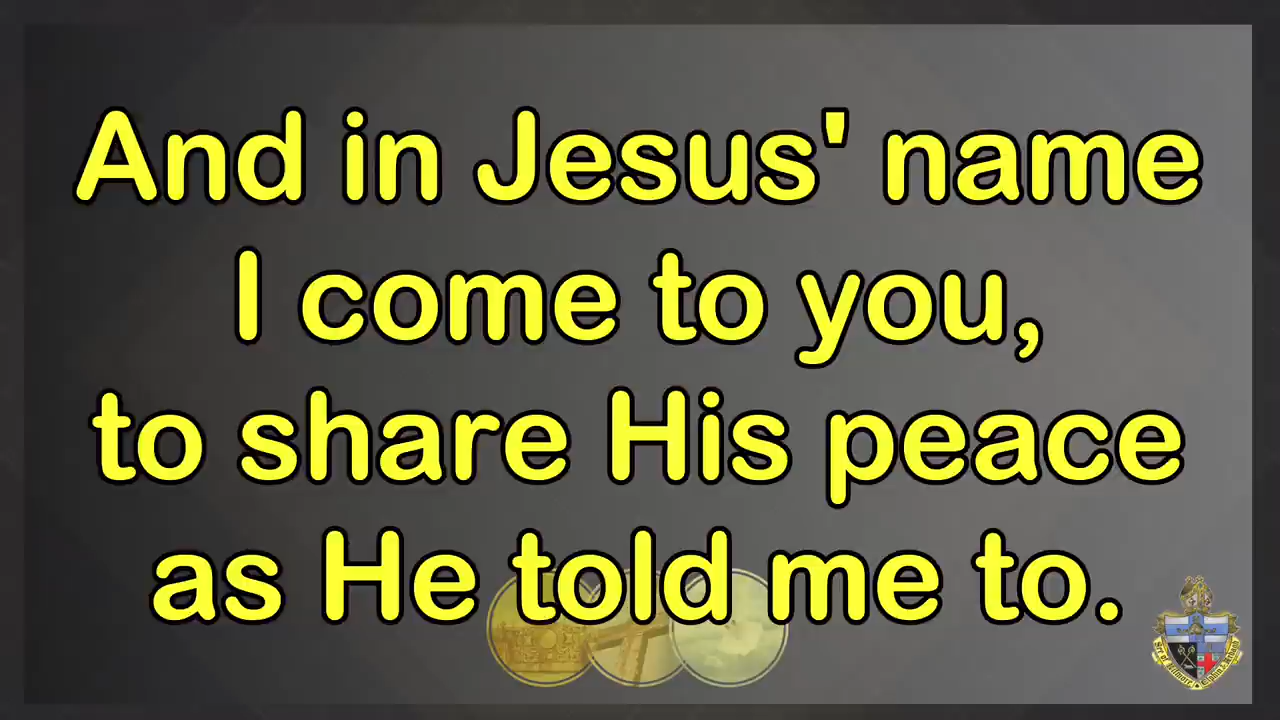 And in Jesus' name
I come to you,
to share His peace
as He told me to.